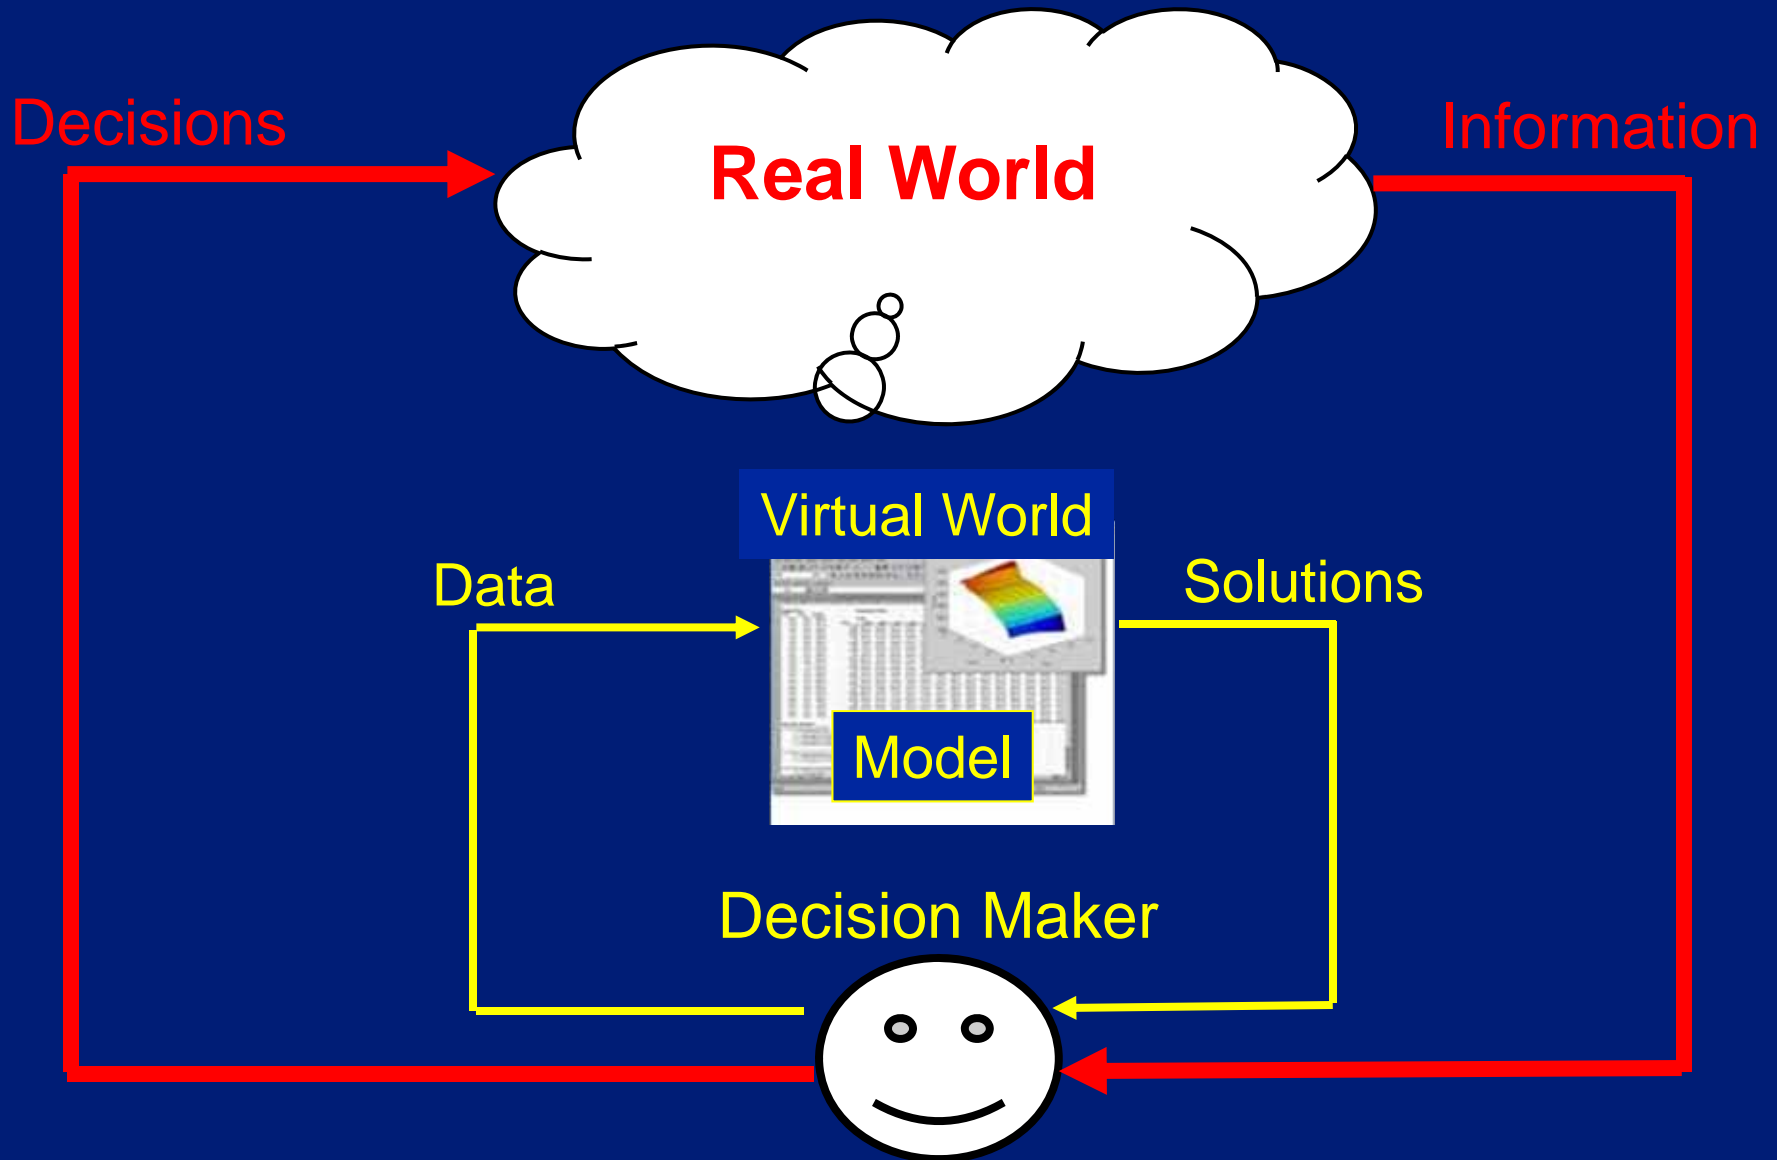 Decisions
Information
Real World
Virtual World
Data
Solutions
Model
Decision Maker